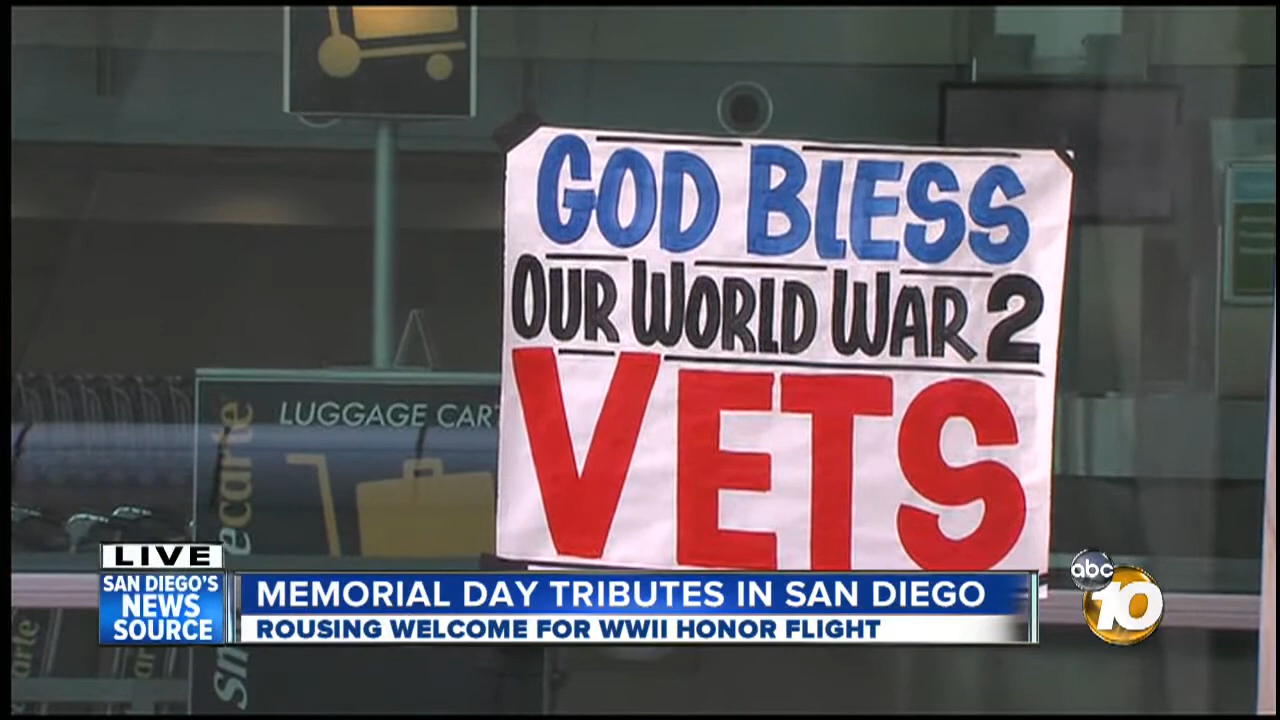 GOD BLESS
OUR WORLD WAR 2
VETS
LUGGAGE CART
smartecarte
LIVE
SAN DIEGO'S
NEWS
SOURCE
MEMORIAL DAY TRIBUTES IN SAN DIEGO
ROUSING WELCOME FOR WWII HONOR FLIGHT
abc
10